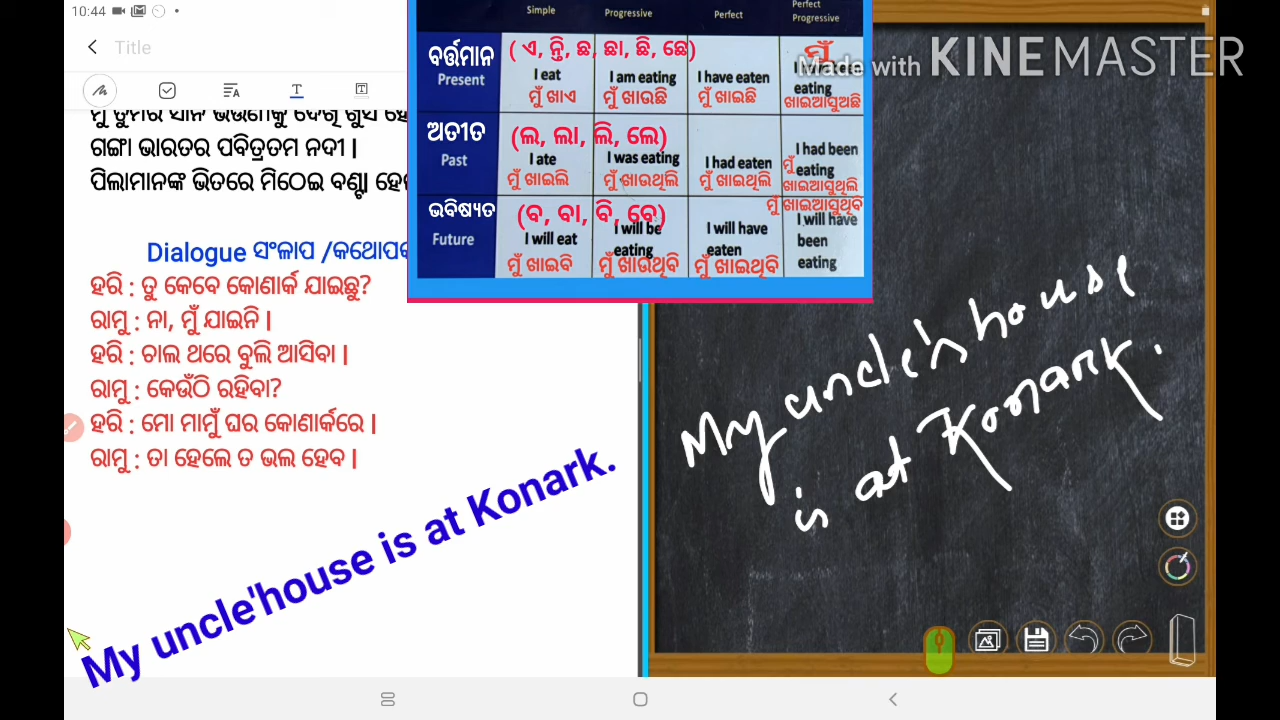 10:44
Title
ଗଙ୍ଗା ଭାରତର ପବିତ୍ରତମ ନଦୀ |
ପିଲାମାନଙ୍କ ଭିତରେ ମିଠେଇ ବଣ୍ଟା
Dialogue ସଂଳାପ
ହରି : ତୁ କେବେ କୋଣାର୍କ ଯାଇଛୁ?
ରାମୁ : ନା, ମୁଁ ଯାଇନି |
ହରି : ଚାଲ ଥରେ ବୁଲି ଆସିବା |
ରାମୁ : କେଉଁଠି ରହିବା?
ହରି : ମୋ ମାମୁଁ ଘର କୋଣାର୍କରେ |
ରାମୁ : ତା ହେଲେ ତ ଭଲ ହେବ |
My uncle'house is at Konark.
Simple Progressive Perfect Perfect Progressive
ବର୍ତ୍ତମାନ ( ଏ, ନ୍ତି, ଛ, ଛା, ଛି, ଛେ) ମୁଁ
Present I eat I am eating I have eaten eating
ମୁଁ ଖାଏ ମୁଁ ଖାଉଛି ମୁଁ ଖାଇଛି ଖାଇଆସୁଅଛି
ଅତୀତ (ଲ, ଲା, ଲି, ଲେ)
Past I ate I was eating I had eaten I had been eating
ମୁଁ ଖାଇଲି ମୁଁ ଖାଉଥିଲି ମୁଁ ଖାଇଥିଲି ମୁଁ ଖାଇଆସୁଥିଲି
ଭବିଷ୍ୟତ (ବ, ବା, ବି, ବେ) ମୁଁ ଖାଇଆସୁଥିବି
Future I will eat I will be eating I will have eaten I will have been eating
ମୁଁ ଖାଇବି ମୁଁ ଖାଉଥିବି ମୁଁ ଖାଇଥିବି
Made with KINEMASTER
My uncle's house
is at Konark.